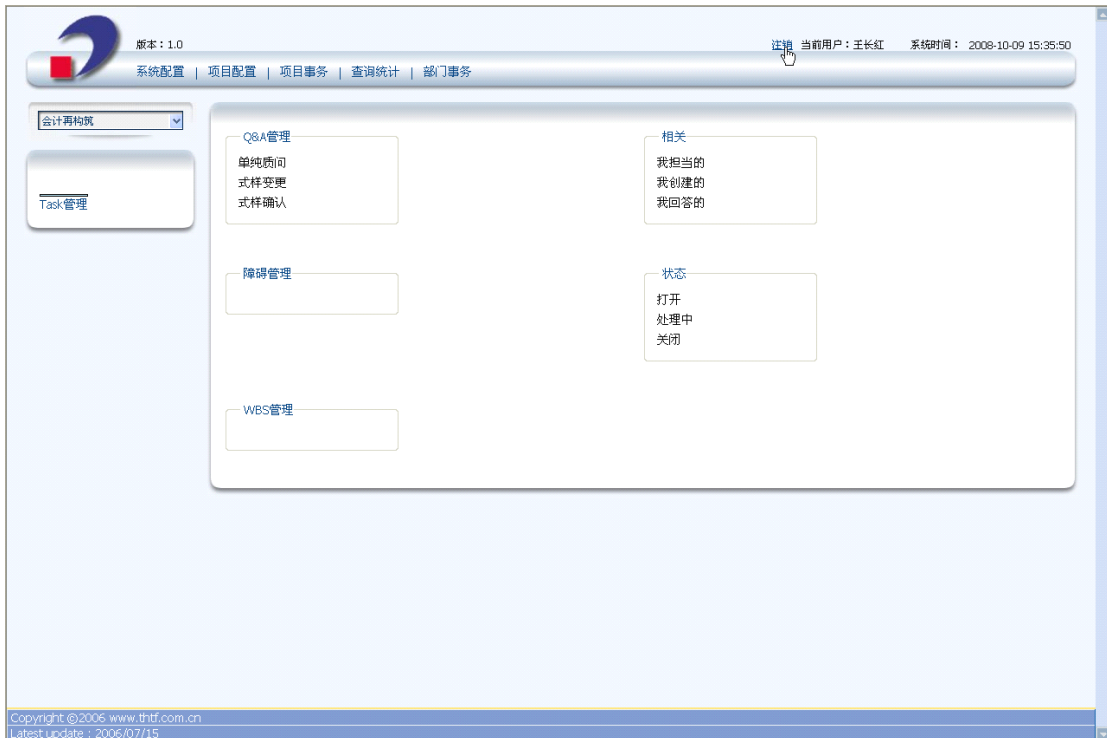 版本：1.0
注销 当前用户：王长红 系统时间： 2008-10-09 15:35:50
系统配置 | 项目配置 | 项目事务 | 查询统计 | 部门事务
会计再构筑
Task管理
Q&A管理
单纯质问
式样变更
式样确认
相关
我担当的
我创建的
我回答的
障碍管理
状态
打开
处理中
关闭
WBS管理
Copyright ©2006 www.thtf.com.cn
Latest update : 2006/07/15